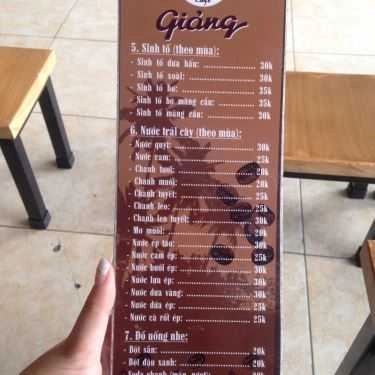 Cafe
Giảng
5. Sinh tố (theo mùa):
- Sinh tố dưa hấu: 30k
- Sinh tố xoài: 30k
- Sinh tố bơ: 35k
- Sinh tố bơ mãng cầu: 35k
- Sinh tố mãng cầu: 30k
6. Nước trái cây (theo mùa):
- Nước quýt: 30k
- Nước cam: 25k
- Chanh tươi: 20k
- Chanh muối: 20k
- Chanh tuyết: 25k
- Chanh leo: 25k
- Chanh leo tuyết: 30k
- Mơ muối: 20k
- Nước ép táo: 30k
- Nước cam ép: 30k
- Nước bưởi ép: 30k
- Nước lựu ép: 30k
- Nước dưa vàng: 30k
- Nước dứa ép: 25k
- Nước cà rốt ép: 25k
7. Đồ uống nhẹ:
- Bột sắn: 20k
- Bột đậu xanh: 20k